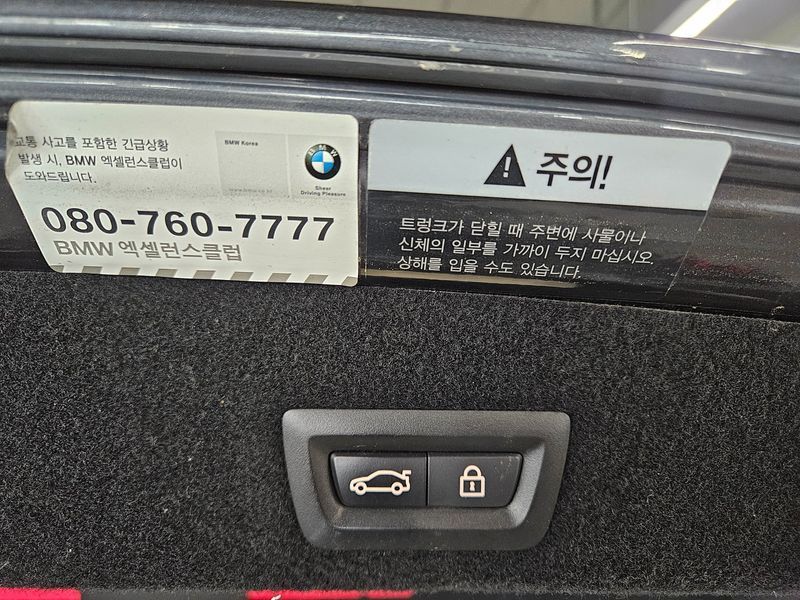 교통 사고를 포함한 긴급상황
발생 시, BMW 엑셀런스클럽이
도와드립니다.
BMW Korea
BMW
Sheer
Driving Pleasure
080-760-7777
BMW 엑셀런스클럽
주의!
트렁크가 닫힐 때 주변에 사물이나
신체의 일부를 가까이 두지 마십시오.
상해를 입을 수도 있습니다.